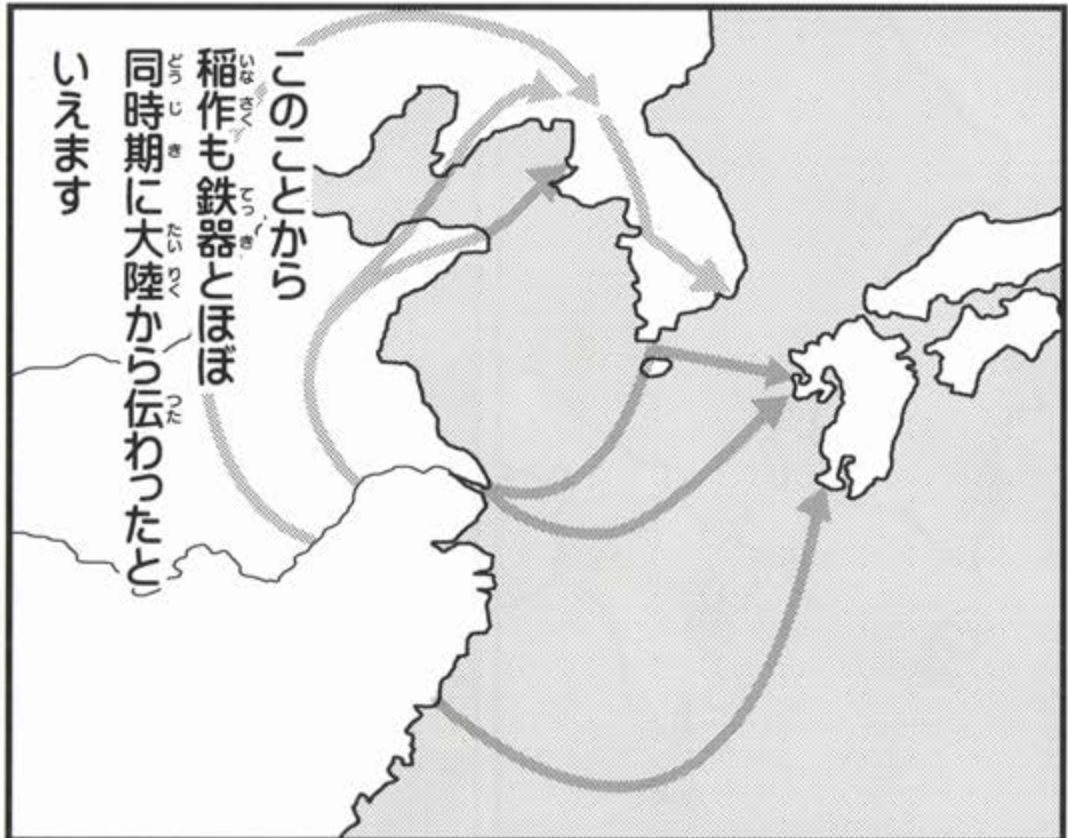 このことから
稲作も鉄器とほぼ
同時期に大陸から伝わったと
いえます